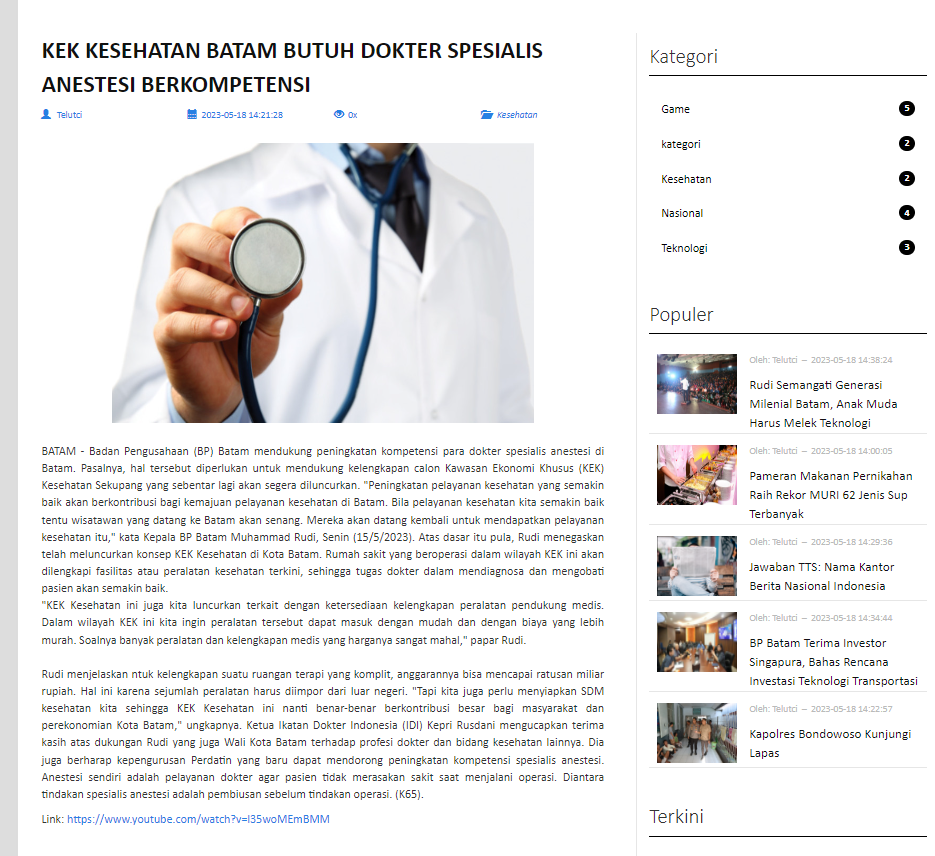 KEK KESEHATAN BATAM BUTUH DOKTER SPESIALIS
ANESTESI BERKOMPETENSI
Telutci 2023-05-18 14:21:28 0x Kesehatan
BATAM - Badan Pengusahaan (BP) Batam mendukung peningkatan kompetensi para dokter spesialis anestesi di
Batam. Pasalnya, hal tersebut diperlukan untuk mendukung kelengkapan calon Kawasan Ekonomi Khusus (KEK)
Kesehatan Sekupang yang sebentar lagi akan segera diluncurkan. "Peningkatan pelayanan kesehatan yang semakin
baik akan berkontribusi bagi kemajuan pelayanan kesehatan di Batam. Bila pelayanan kesehatan kita semakin baik
tentu wisatawan yang datang ke Batam akan senang. Mereka akan datang kembali untuk mendapatkan pelayanan
kesehatan itu," kata Kepala BP Batam Muhammad Rudi, Senin (15/5/2023). Atas dasar itu pula, Rudi menegaskan
telah meluncurkan konsep KEK Kesehatan di Kota Batam. Rumah sakit yang beroperasi dalam wilayah KEK ini akan
dilengkapi fasilitas atau peralatan kesehatan terkini, sehingga tugas dokter dalam mendiagnosa dan mengobati
pasien akan semakin baik.
"KEK Kesehatan ini juga kita luncurkan terkait dengan ketersediaan kelengkapan peralatan pendukung medis.
Dalam wilayah KEK ini kita ingin peralatan tersebut dapat masuk dengan mudah dan dengan biaya yang lebih
murah. Soalnya banyak peralatan dan kelengkapan medis yang harganya sangat mahal," papar Rudi.
Rudi menjelaskan ntuk kelengkapan suatu ruangan terapi yang komplit, anggarannya bisa mencapai ratusan miliar
rupiah. Hal ini karena sejumlah peralatan harus diimpor dari luar negeri. "Tapi kita juga perlu menyiapkan SDM
kesehatan kita sehingga KEK Kesehatan ini nanti benar-benar berkontribusi besar bagi masyarakat dan
perekonomian Kota Batam," ungkapnya. Ketua Ikatan Dokter Indonesia (IDI) Kepri Rusdani mengucapkan terima
kasih atas dukungan Rudi yang juga Wali Kota Batam terhadap profesi dokter dan bidang kesehatan lainnya. Dia
juga berharap kepengurusan Perdatin yang baru dapat mendorong peningkatan kompetensi spesialis anestesi.
Anestesi sendiri adalah pelayanan dokter agar pasien tidak merasakan sakit saat menjalani operasi. Diantara
tindakan spesialis anestesi adalah pembiusan sebelum tindakan operasi. (K65).
Link: https://www.youtube.com/watch?v=I35woMEmBMM
Kategori
Game 5
kategori 2
Kesehatan 2
Nasional 4
Teknologi 3
Populer
Oleh: Telutci – 2023-05-18 14:38:24
Rudi Semangati Generasi
Milenial Batam, Anak Muda
Harus Melek Teknologi
Oleh: Telutci – 2023-05-18 14:00:05
Pameran Makanan Pernikahan
Raih Rekor MURI 62 Jenis Sup
Terbanyak
Oleh: Telutci – 2023-05-18 14:29:36
Jawaban TTS: Nama Kantor
Berita Nasional Indonesia
Oleh: Telutci – 2023-05-18 14:34:44
BP Batam Terima Investor
Singapura, Bahas Rencana
Investasi Teknologi Transportasi
Oleh: Telutci – 2023-05-18 14:22:57
Kapolres Bondowoso Kunjungi
Lapas
Terkini